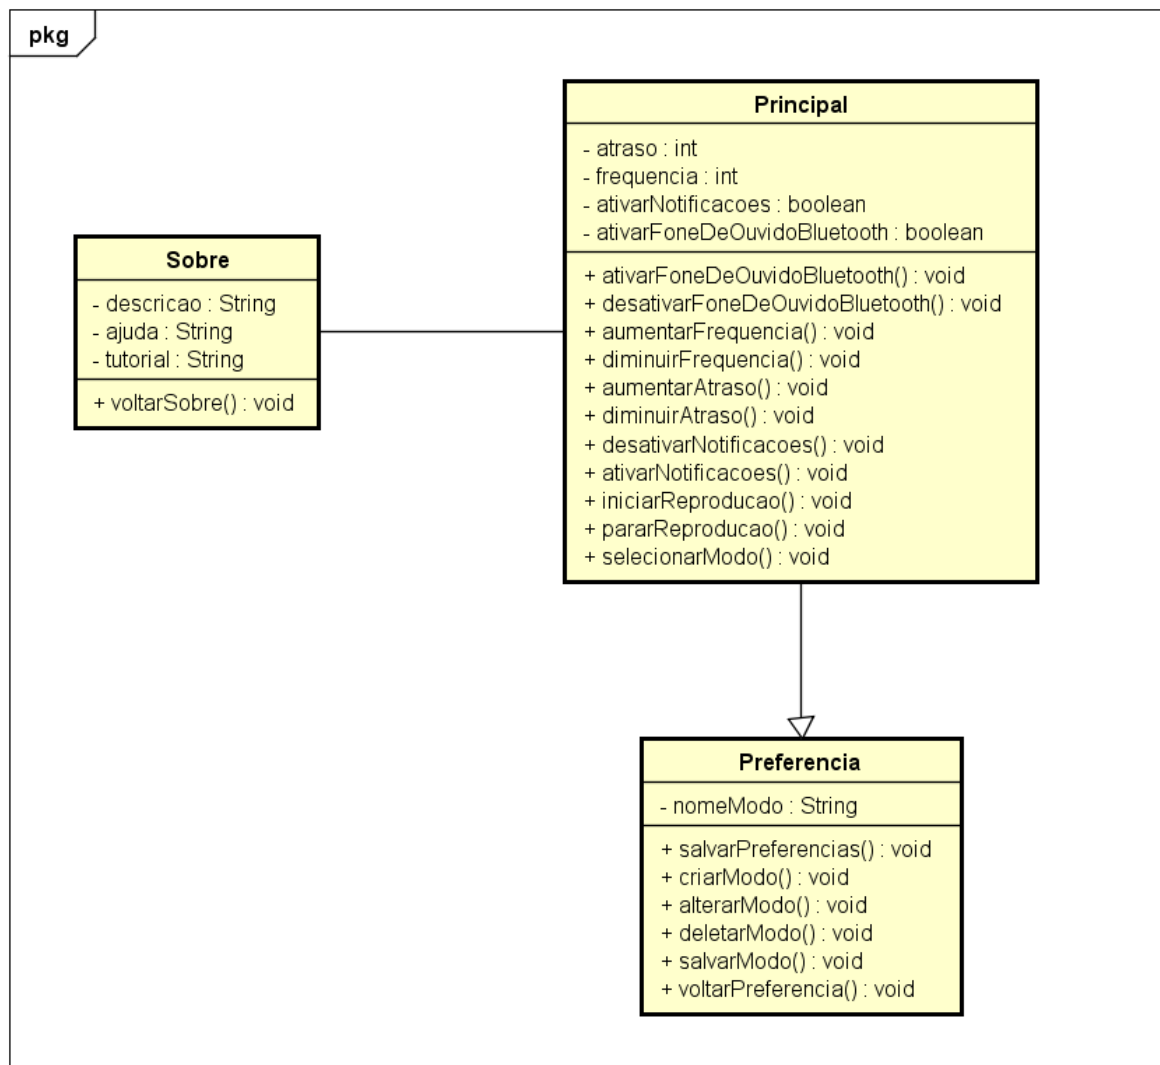 pkg
Principal
- atraso : int
- frequencia : int
- ativarNotificacoes : boolean
- ativarFoneDeOuvidoBluetooth : boolean
+ ativarFoneDeOuvidoBluetooth() : void
+ desativarFoneDeOuvidoBluetooth() : void
+ aumentarFrequencia() : void
+ diminuirFrequencia() : void
+ aumentarAtraso() : void
+ diminuirAtraso() : void
+ desativarNotificacoes() : void
+ ativarNotificacoes() : void
+ iniciarReproducao() : void
+ pararReproducao() : void
+ selecionarModo() : void
Sobre
- descricao : String
- ajuda : String
- tutorial : String
+ voltarSobre() : void
Preferencia
- nomeModo : String
+ salvarPreferencias() : void
+ criarModo() : void
+ alterarModo() : void
+ deletarModo() : void
+ salvarModo() : void
+ voltarPreferencia() : void